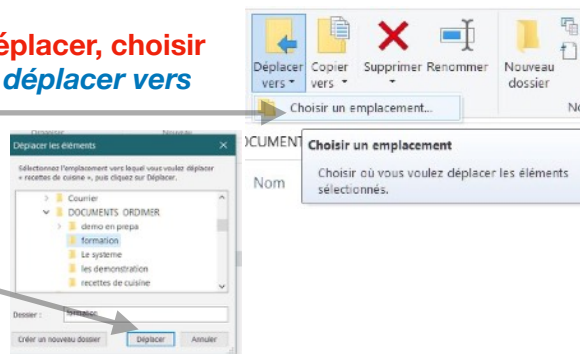 éplacer, choisir
déplacer vers
Déplacer vers
Copier vers
Supprimer
Renommer
Nouveau dossier
Choisir un emplacement...
Choisir un emplacement
Choisir où vous voulez déplacer les éléments
sélectionnés.
Nom
Organiser
Nouveau
Déplacer les éléments
Sélectionnez l'emplacement vers lequel vous voulez déplacer
« recettes de cuisine », puis cliquez sur Déplacer.
Courrier
DOCUMENTS ORDIMER
demo en prepa
formation
Le systeme
les demonstration
recettes de cuisine
Dossier :
formation
Créer un nouveau dossier
Déplacer
Annuler